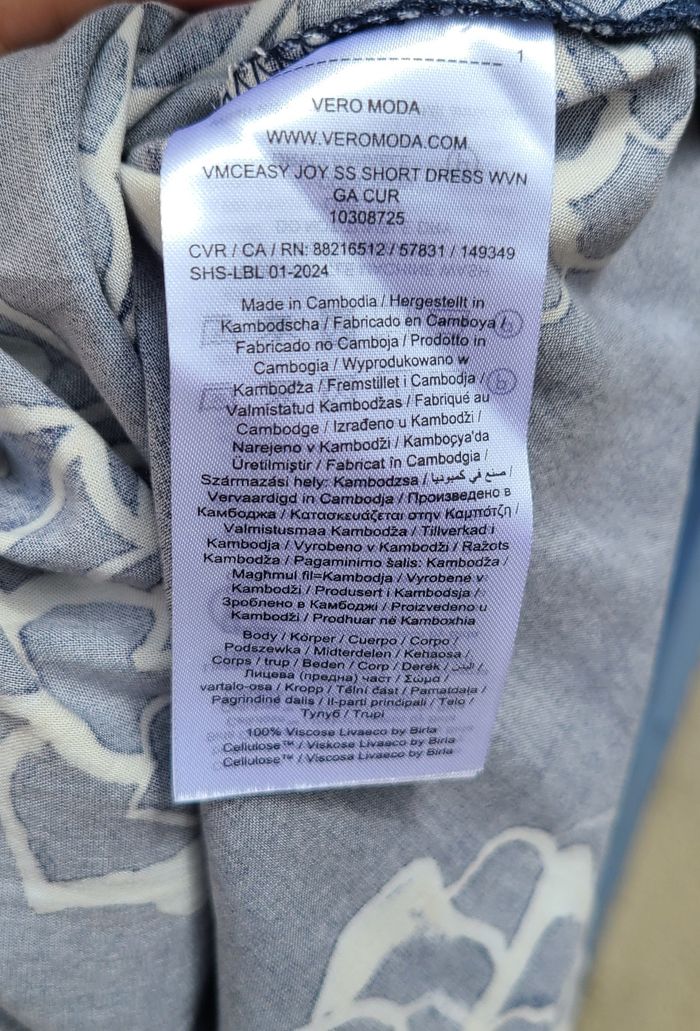 1
VERO MODA
WWW.VEROMODA.COM
VMCEASY JOY SS SHORT DRESS WVN
GA CUR
10308725
CVR / CA / RN: 88216512 / 57831 / 149349
SHS-LBL 01-2024
Made in Cambodia / Hergestellt in
Kambodscha / Fabricado en Camboya /
Fabricado no Camboja / Prodotto in
Cambogia / Wyprodukowano w
Kambodża / Fremstillet i Cambodja /
Valmistatud Kambodžas / Fabriqué au
Cambodge / Izrađeno u Kambodži /
Narejeno v Kambodži / Kamboçya'da
Üretilmiştir / Fabricat în Cambodgia /
Származási hely: Kambodzsa / صنع في كمبوديا /
Vervaardigd in Cambodja / Произведено в
Камбоджа / Κατασκευάζεται στην Καμπότζη /
Valmistusmaa Kambodža / Tillverkad i
Kambodja / Vyrobeno v Kambodži / Ražots
Kambodža / Pagaminimo šalis: Kambodža /
Magħmul fil=Kambodja / Vyrobené v
Kambodži / Produsert i Kambodsja /
Зроблено в Камбоджі / Proizvedeno u
Kambodži / Prodhuar në Kamboxhia
Body / Körper / Cuerpo / Corpo /
Podszewka / Midterdelen / Kehaosa /
Corps / trup / Beden / Corp / Derék / البدن /
Лицева (предна) част / Σώμα /
vartalo-osa / Kropp / Tělní část / Pamatdaļa /
Pagrindinė dalis / il-parti prinċipali / Telo /
Тулуб / Trupi
100% Viscose Livaeco by Birla
Cellulose™ / Viskose Livaeco by Birla
Cellulose™ / Viscosa Livaeco by Birla